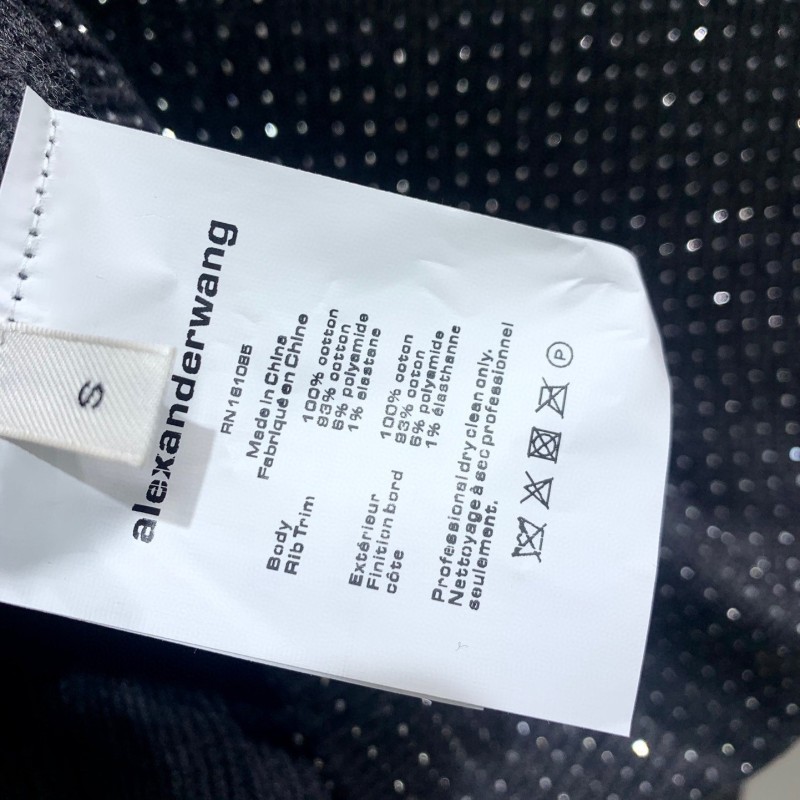 alexanderwang
S
RN 161085
Made in China
Fabriqué en Chine
Body 100% cotton
Rib Trim 93% cotton
6% polyamide
1% elastane
Extérieur 100% coton
Finition bord 93% coton
côte 6% polyamide
1% élasthanne
Professional dry clean only.
Nettoyage à sec professionnel
seulement.
P